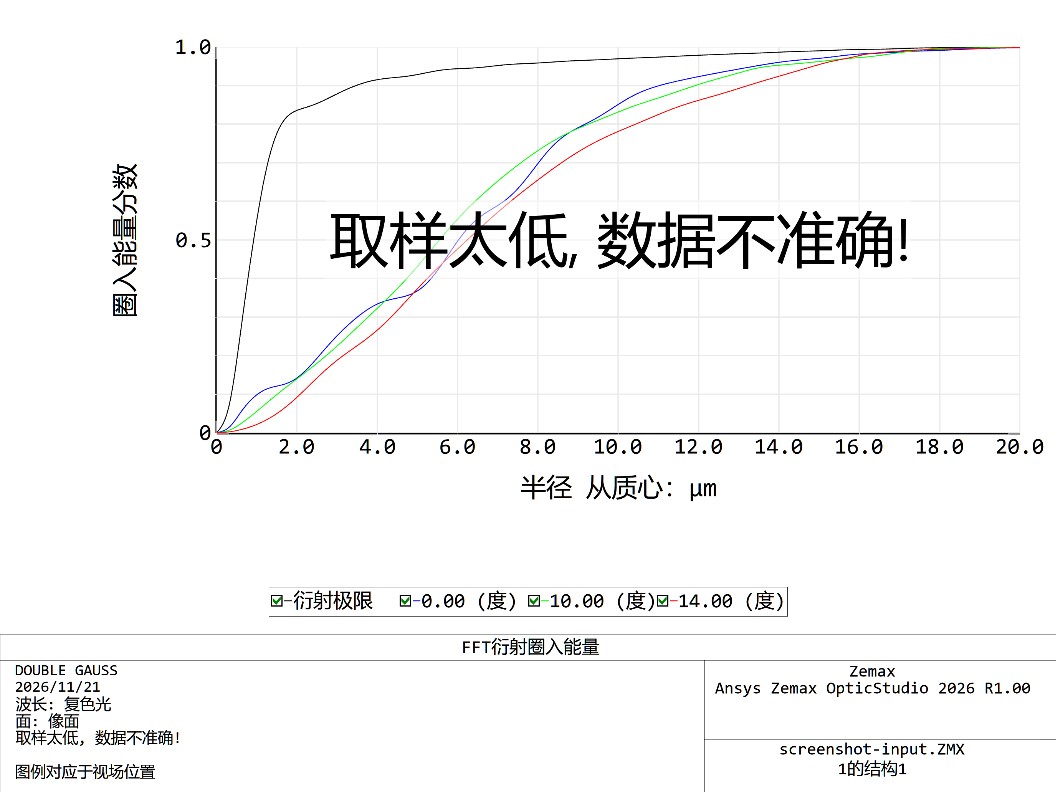 1.0
0.5
0
0 2.0 4.0 6.0 8.0 10.0 12.0 14.0 16.0 18.0 20.0
圈入能量分数
取样太低, 数据不准确!
半径 从质心: µm
衍射极限 0.00 (度) 10.00 (度) 14.00 (度)
FFT衍射圈入能量
DOUBLE GAUSS
2026/11/21
波长: 复色光
面: 像面
取样太低, 数据不准确!
图例对应于视场位置
Zemax
Ansys Zemax OpticStudio 2026 R1.00
screenshot-input.ZMX
1的结构1